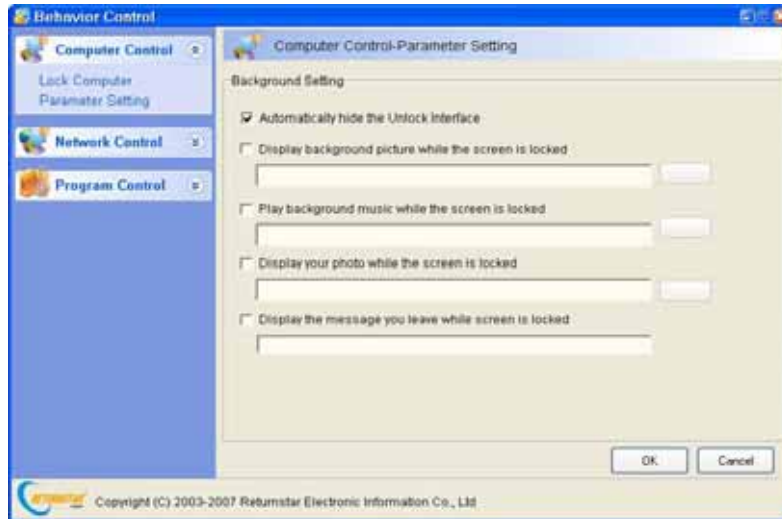 Behavior Control
Computer Control
Lock Computer
Parameter Setting
Network Control
Program Control
Computer Control-Parameter Setting
Background Setting
Automatically hide the Unlock Interface
Display background picture while the screen is locked
Play background music while the screen is locked
Display your photo while the screen is locked
Display the message you leave while screen is locked
OK
Cancel
RETURNSTAR
Copyright (C) 2003-2007 Returnstar Electronic Information Co., Ltd